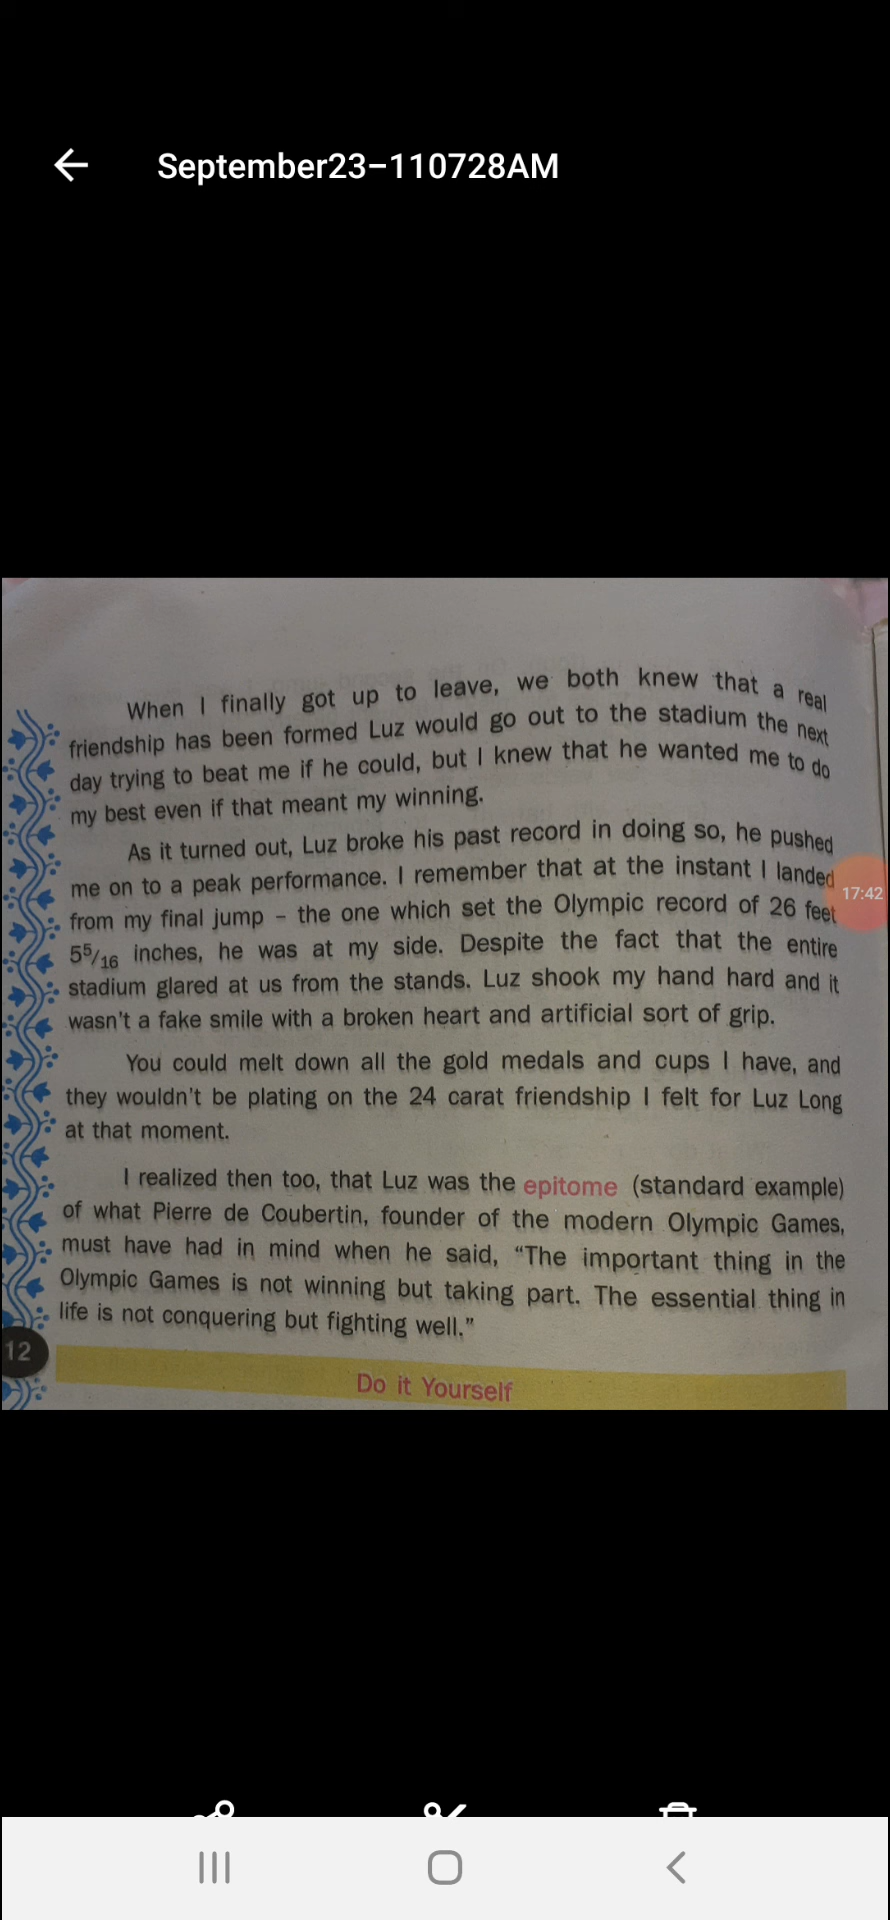 September23-110728AM
When I finally got up to leave, we both knew that a real
friendship has been formed Luz would go out to the stadium the next
day trying to beat me if he could, but I knew that he wanted me to do
my best even if that meant my winning.
As it turned out, Luz broke his past record in doing so, he pushed
me on to a peak performance. I remember that at the instant I landed
17:42
from my final jump – the one which set the Olympic record of 26 feet
5⁵/₁₆ inches, he was at my side. Despite the fact that the entire
stadium glared at us from the stands. Luz shook my hand hard and it
wasn't a fake smile with a broken heart and artificial sort of grip.
You could melt down all the gold medals and cups I have, and
they wouldn't be plating on the 24 carat friendship I felt for Luz Long
at that moment.
I realized then too, that Luz was the epitome (standard example)
of what Pierre de Coubertin, founder of the modern Olympic Games,
must have had in mind when he said, “The important thing in the
Olympic Games is not winning but taking part. The essential thing in
life is not conquering but fighting well.”
12
Do it Yourself